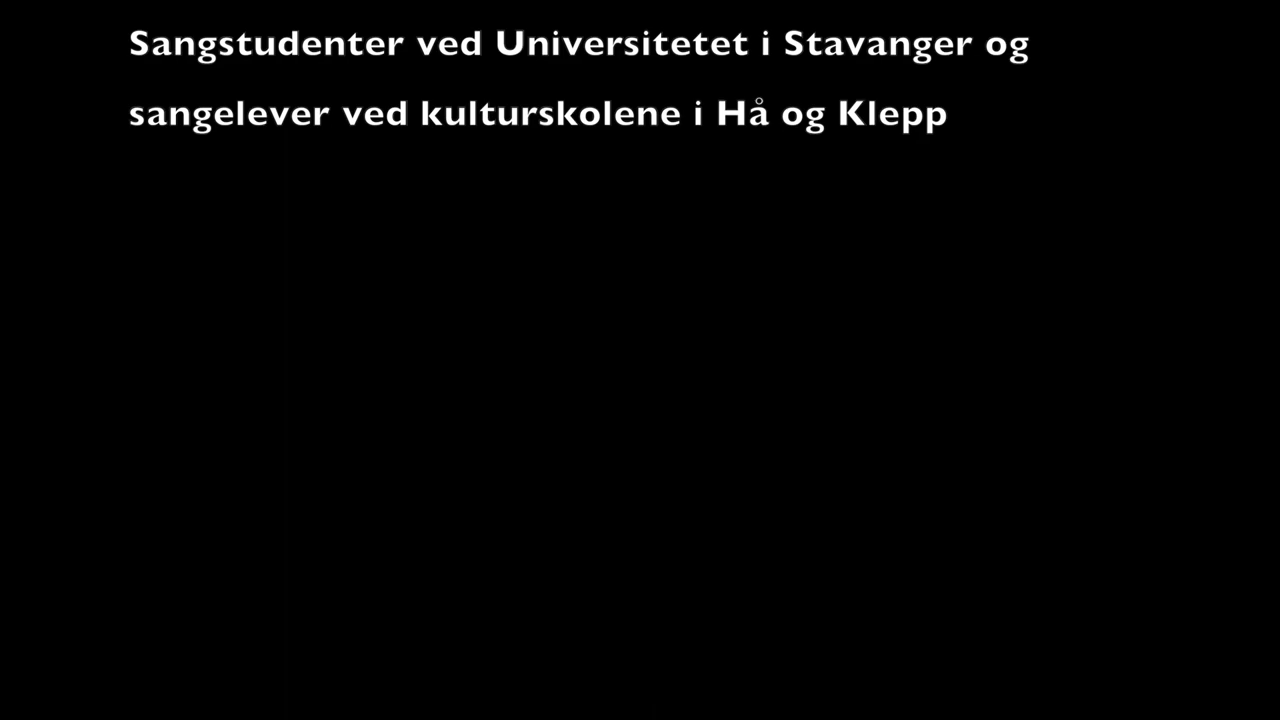 Sangstudenter ved Universitetet i Stavanger og
sangelever ved kulturskolene i Hå og Klepp